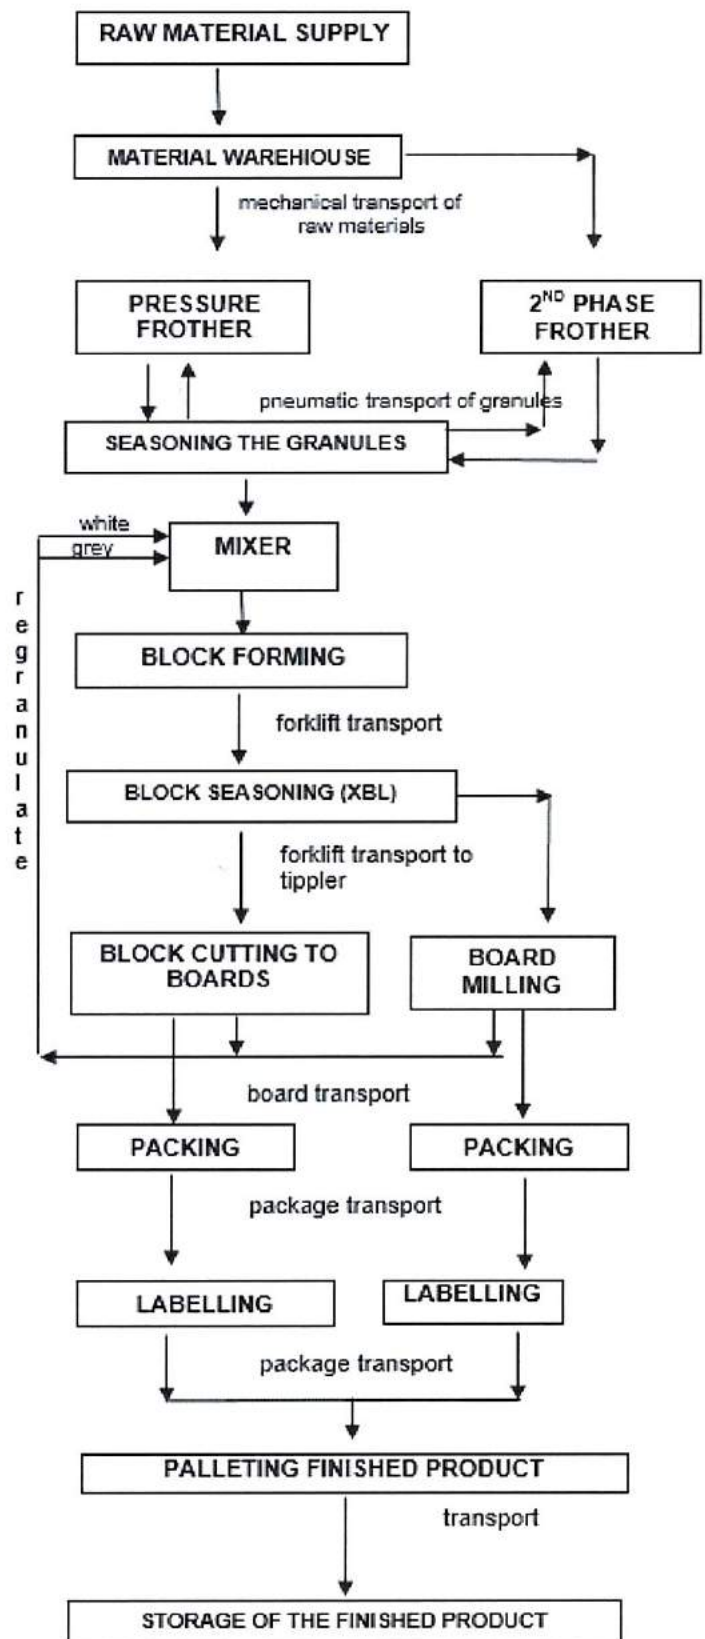 RAW MATERIAL SUPPLY
MATERIAL WAREHIOUSE
mechanical transport of
raw materials
PRESSURE
FROTHER
2ND PHASE
FROTHER
pneumatic transport of granules
SEASONING THE GRANULES
white
grey
MIXER
regranulate
BLOCK FORMING
forklift transport
BLOCK SEASONING (XBL)
forklift transport to
tippler
BLOCK CUTTING TO
BOARDS
BOARD
MILLING
board transport
PACKING
PACKING
package transport
LABELLING
LABELLING
package transport
PALLETING FINISHED PRODUCT
transport
STORAGE OF THE FINISHED PRODUCT